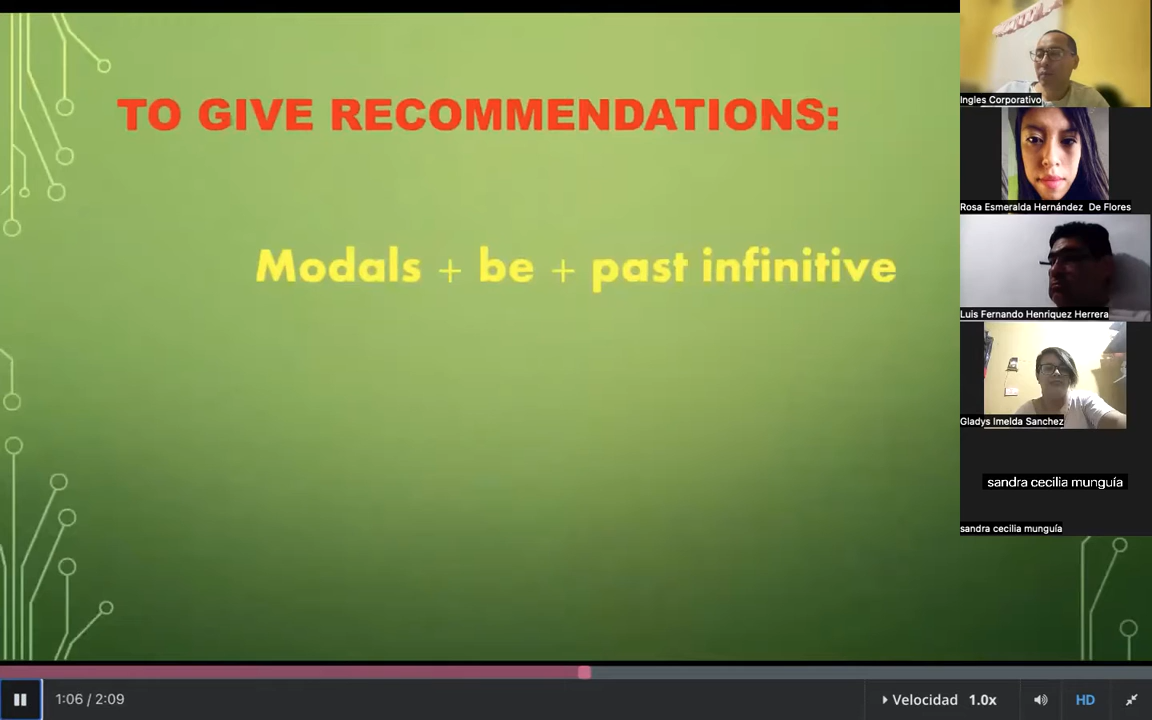 TO GIVE RECOMMENDATIONS:
Modals + be + past infinitive
Ingles Corporativo
Rosa Esmeralda Hernández De Flores
Luis Fernando Henriquez Herrera
Gladys Imelda Sanchez
sandra cecilia munguía
sandra cecilia munguía
1:06 / 2:09
Velocidad 1.0x
HD